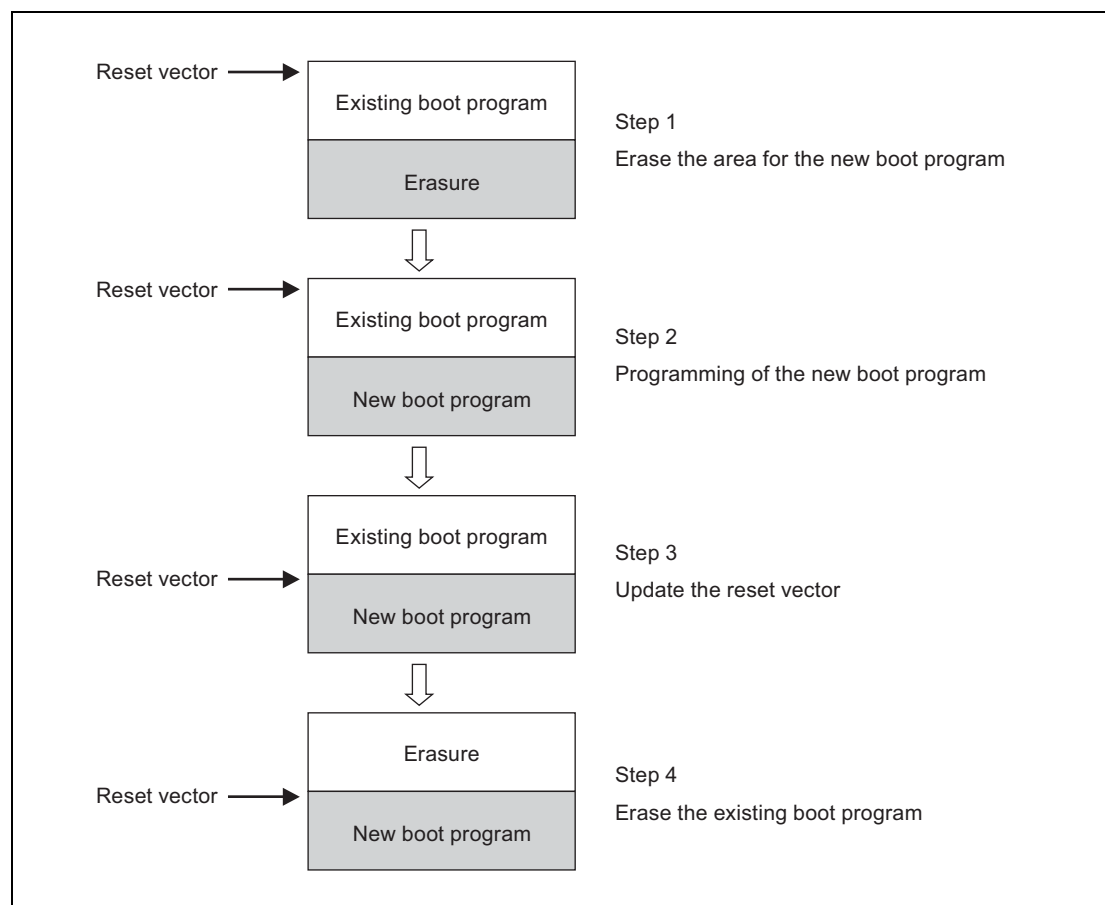 Reset vector
Existing boot program
Erasure
Step 1
Erase the area for the new boot program
Reset vector
Existing boot program
New boot program
Step 2
Programming of the new boot program
Existing boot program
Reset vector
New boot program
Step 3
Update the reset vector
Erasure
Reset vector
New boot program
Step 4
Erase the existing boot program